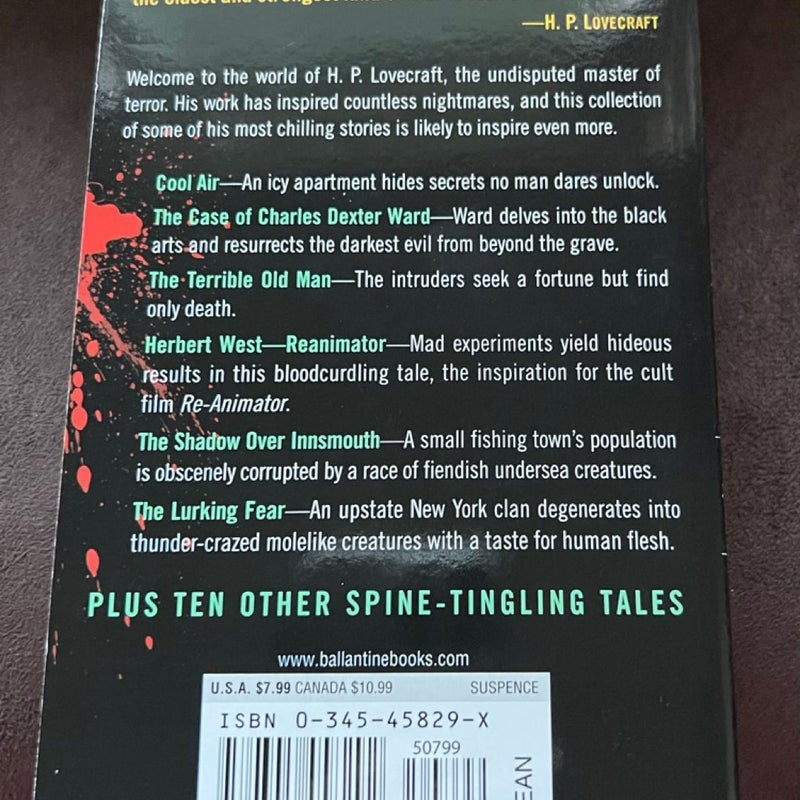 the oldest and strongest
—H. P. LOVECRAFT
Welcome to the world of H. P. Lovecraft, the undisputed master of
terror. His work has inspired countless nightmares, and this collection
of some of his most chilling stories is likely to inspire even more.
Cool Air—An icy apartment hides secrets no man dares unlock.
The Case of Charles Dexter Ward—Ward delves into the black
arts and resurrects the darkest evil from beyond the grave.
The Terrible Old Man—The intruders seek a fortune but find
only death.
Herbert West—Reanimator—Mad experiments yield hideous
results in this bloodcurdling tale, the inspiration for the cult
film Re-Animator.
The Shadow Over Innsmouth—A small fishing town's population
is obscenely corrupted by a race of fiendish undersea creatures.
The Lurking Fear—An upstate New York clan degenerates into
thunder-crazed molelike creatures with a taste for human flesh.
PLUS TEN OTHER SPINE-TINGLING TALES
www.ballantinebooks.com
U.S.A. $7.99 CANADA $10.99 SUSPENSE
ISBN 0-345-45829-X
50799
EAN